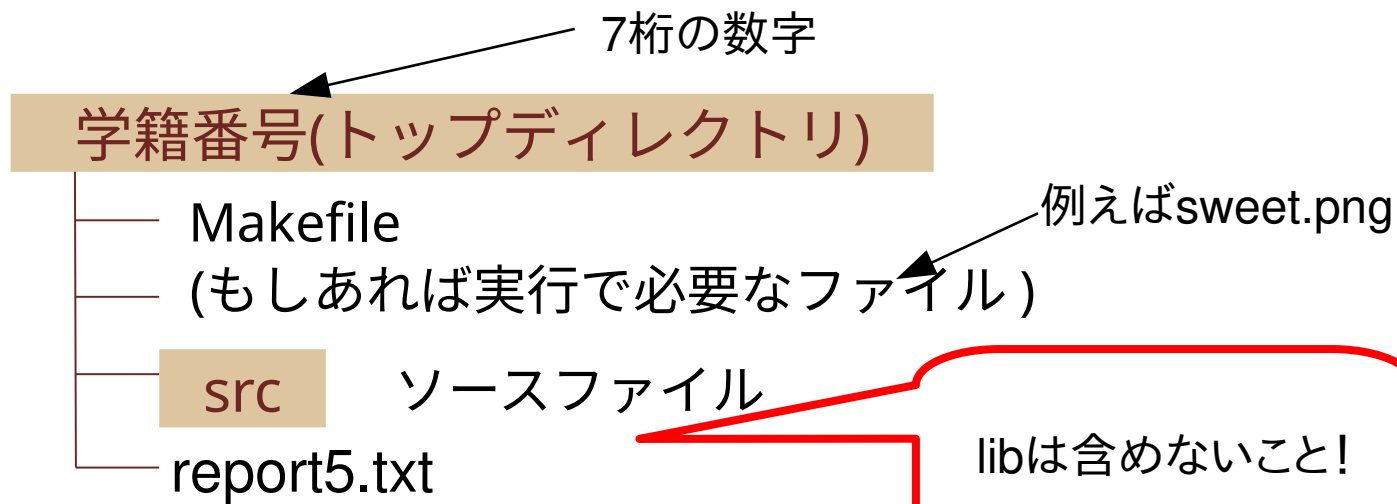 7桁の数字
学籍番号(トップディレクトリ)
Makefile
例えばsweet.png
(もしあれば実行で必要なファイル )
src ソースファイル
libは含めないこと!
report5.txt